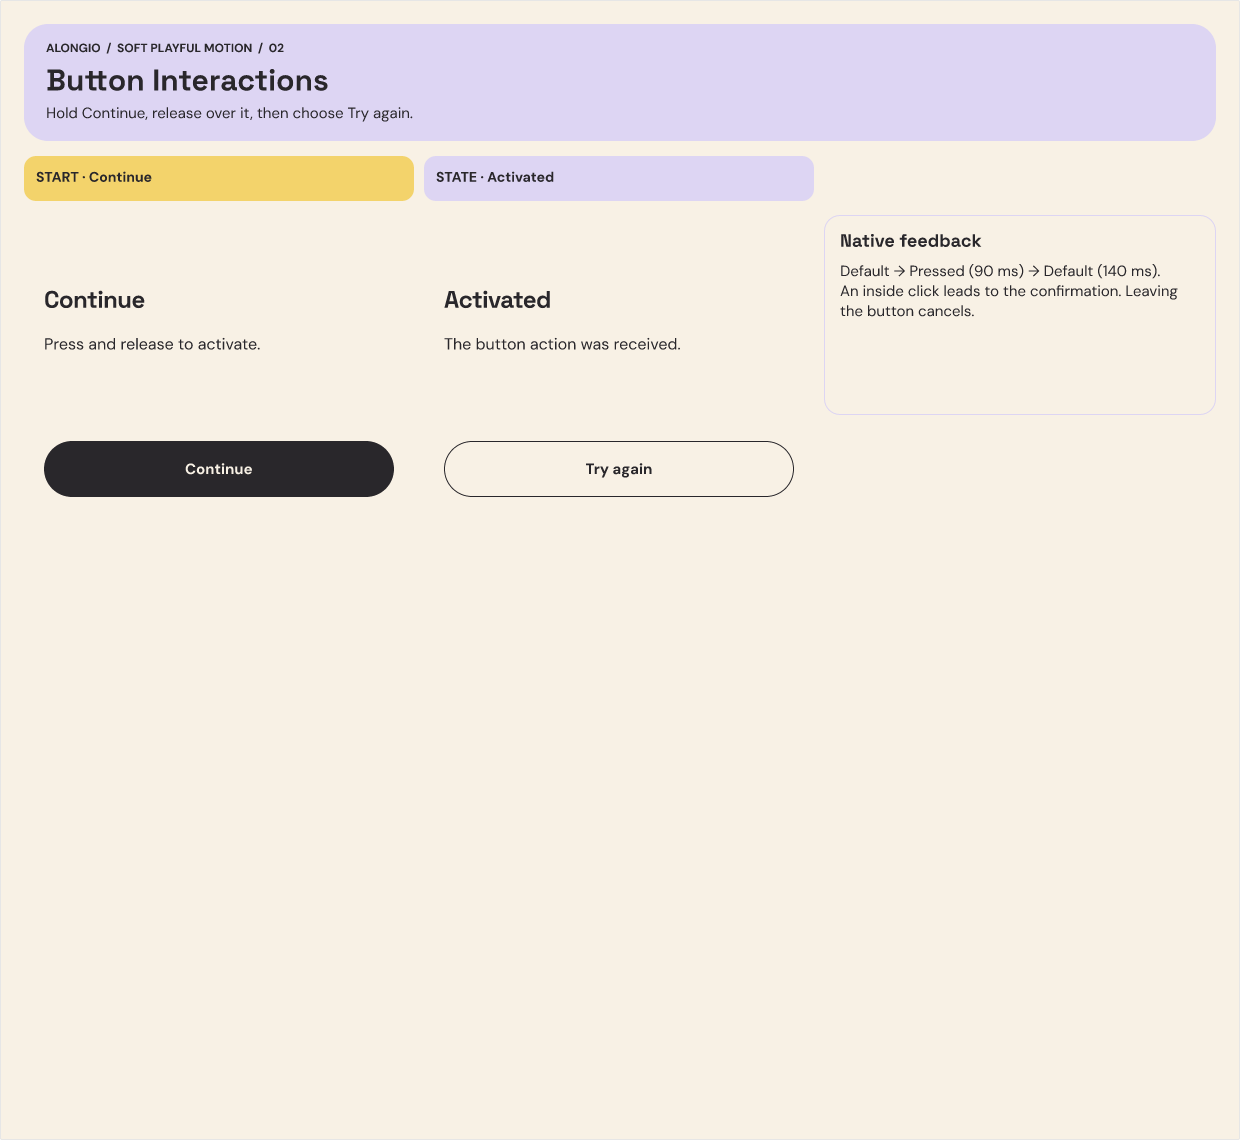 ALONGIO / SOFT PLAYFUL MOTION / 02
Button Interactions
Hold Continue, release over it, then choose Try again.
START · Continue
STATE · Activated
Continue
Press and release to activate.
Continue
Activated
The button action was received.
Try again
Native feedback
Default → Pressed (90 ms) → Default (140 ms).
An inside click leads to the confirmation. Leaving
the button cancels.